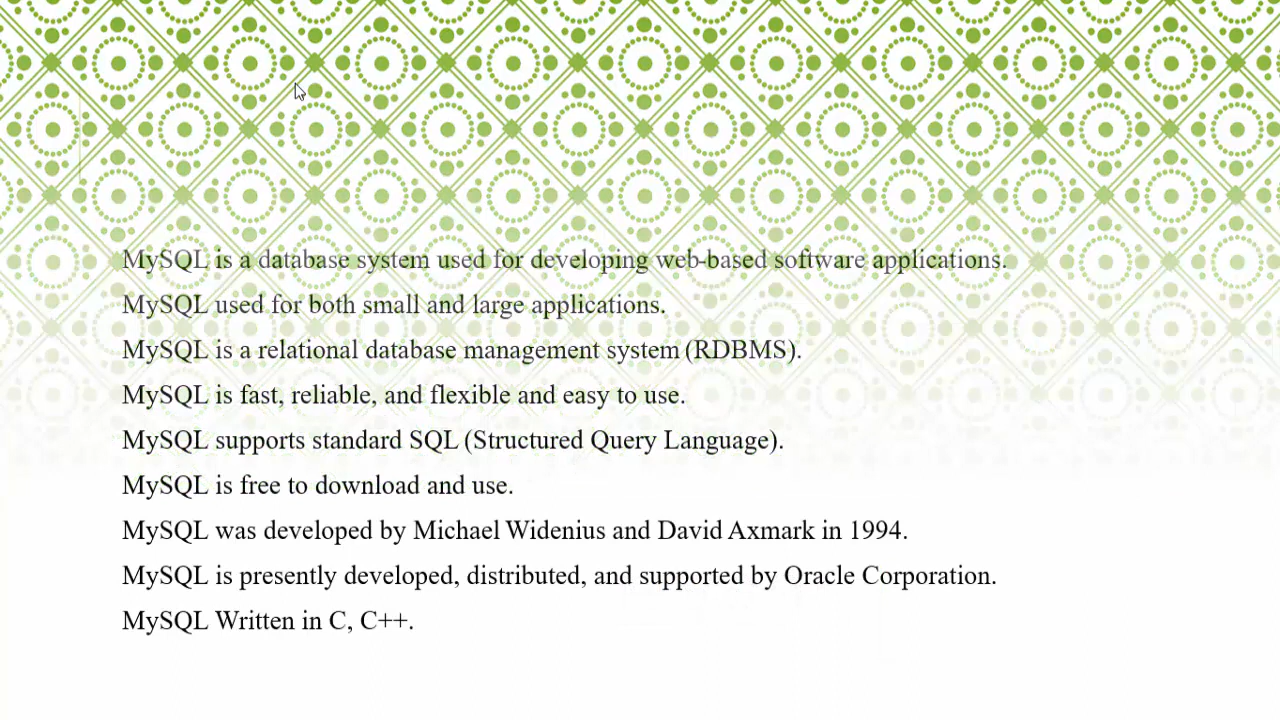 MySQL is a database system used for developing web-based software applications.
MySQL used for both small and large applications.
MySQL is a relational database management system (RDBMS).
MySQL is fast, reliable, and flexible and easy to use.
MySQL supports standard SQL (Structured Query Language).
MySQL is free to download and use.
MySQL was developed by Michael Widenius and David Axmark in 1994.
MySQL is presently developed, distributed, and supported by Oracle Corporation.
MySQL Written in C, C++.